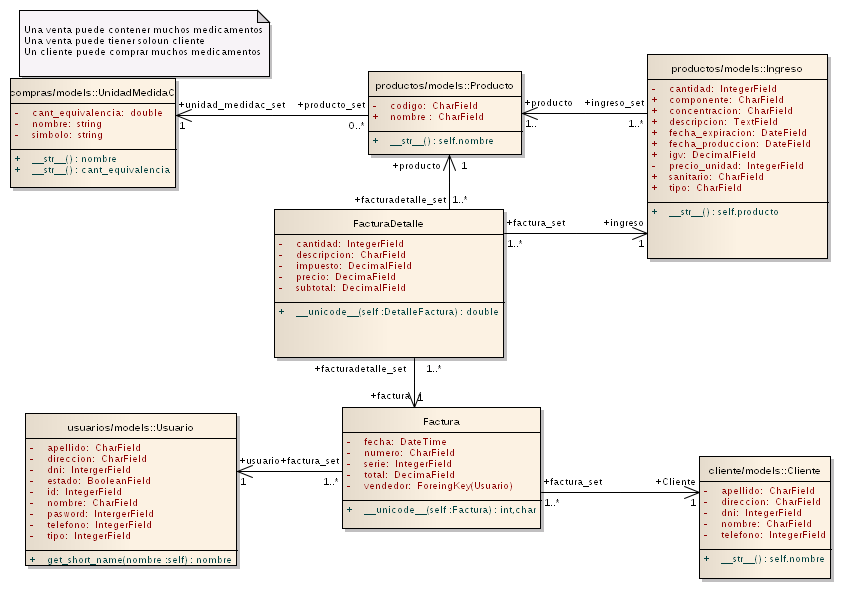 Una venta puede contener muchos medicamentos
Una venta puede tiener soloun cliente
Un cliente puede comprar muchos medicamentos
compras/models::UnidadMedidaC
- cant_equivalencia: double
- nombre: string
- simbolo: string
+ __str__() : nombre
+ __str__() : cant_equivalencia
+unidad_medidac_set +producto_set
1 0..*
productos/models::Producto
- codigo: CharField
+ nombre : CharField
+ __str__() : self.nombre
+producto +ingreso_set
1.. 1..*
productos/models::Ingreso
- cantidad: IntegerField
+ componente: CharField
+ concentracion: CharField
+ descripcion: TextField
+ fecha_expiracion: DateField
+ fecha_produccion: DateField
+ igv: DecimalField
- precio_unidad: IntegerField
+ sanitario: CharField
+ tipo: CharField
+ __str__() : self.producto
+producto 1
+facturadetalle_set 1..*
FacturaDetalle
- cantidad: IntegerField
- descripcion: CharField
- impuesto: DecimalField
- precio: DecimaField
- subtotal: DecimalField
+ __unicode__(self :DetalleFactura) : double
+factura_set +ingreso
1..* 1
+facturadetalle_set 1..*
+factura 1
Factura
- fecha: DateTime
- numero: CharField
- serie: IntegerField
- total: DecimaField
- vendedor: ForeingKey(Usuario)
+ __unicode__(self :Factura) : int,char
usuarios/models::Usuario
- apellido: CharField
- direccion: CharField
- dni: IntergerField
- estado: BooleanField
- id: IntegerField
- nombre: CharField
- pasword: IntergerField
- telefono: IntergerField
- tipo: IntergerField
+ get_short_name(nombre :self) : nombre
+usuario +factura_set
1 1..*
+factura_set +Cliente
1..* 1
cliente/models::Cliente
- apellido: CharField
- direccion: CharField
- dni: IntegerField
- nombre: CharField
- telefono: IntegerField
+ __str__() : self.nombre